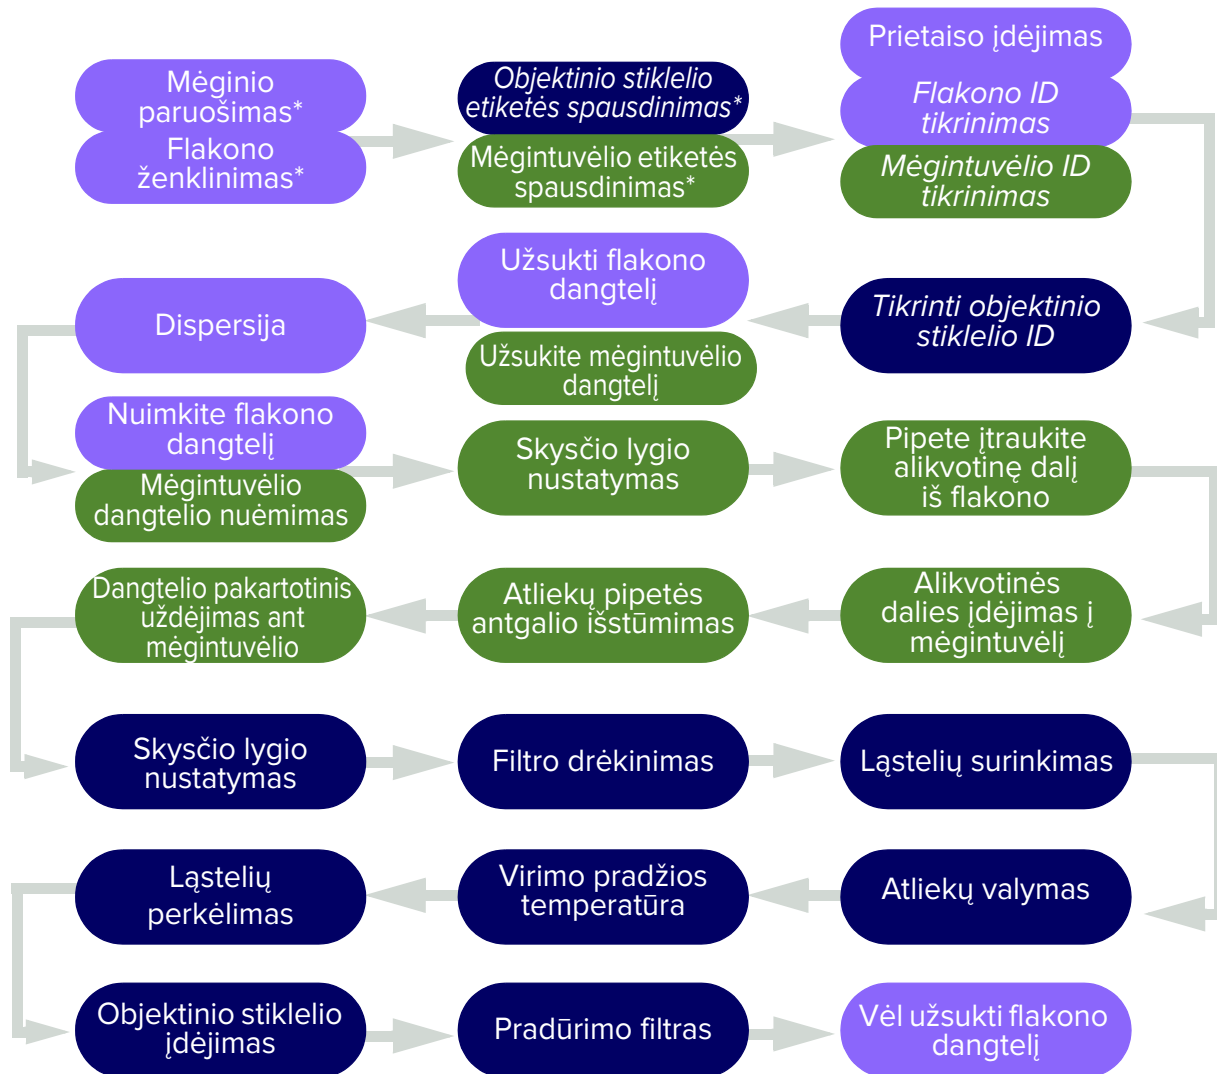 Mėginio
paruošimas*
Flakono
ženklinimas*
Objektinio stiklelio
etiketės spausdinimas*
Mėgintuvėlio etiketės
spausdinimas*
Prietaiso įdėjimas
Flakono ID
tikrinimas
Mėgintuvėlio ID
tikrinimas
Tikrinti objektinio
stiklelio ID
Užsukti flakono
dangtelį
Užsukite mėgintuvėlio
dangtelį
Dispersija
Nuimkite flakono
dangtelį
Mėgintuvėlio
dangtelio nuėmimas
Skysčio lygio
nustatymas
Pipete įtraukite
alikvotinę dalį
iš flakono
Alikvotinės
dalies įdėjimas į
mėgintuvėlį
Atliekų pipetės
antgalio išstūmimas
Dangtelio pakartotinis
uždėjimas ant
mėgintuvėlio
Skysčio lygio
nustatymas
Filtro drėkinimas
Ląstelių surinkimas
Atliekų valymas
Virimo pradžios
temperatūra
Ląstelių
perkėlimas
Objektinio stiklelio
įdėjimas
Pradūrimo filtras
Vėl užsukti flakono
dangtelį